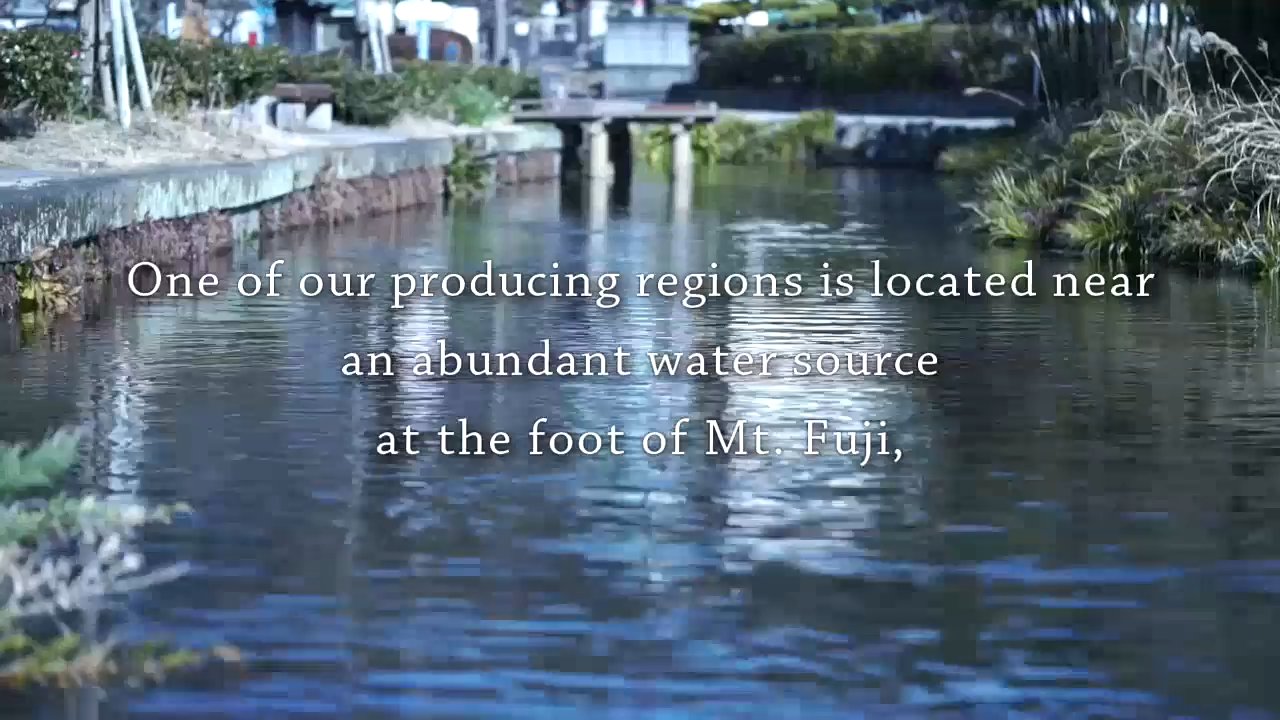 One of our producing regions is located near
an abundant water source
at the foot of Mt. Fuji,